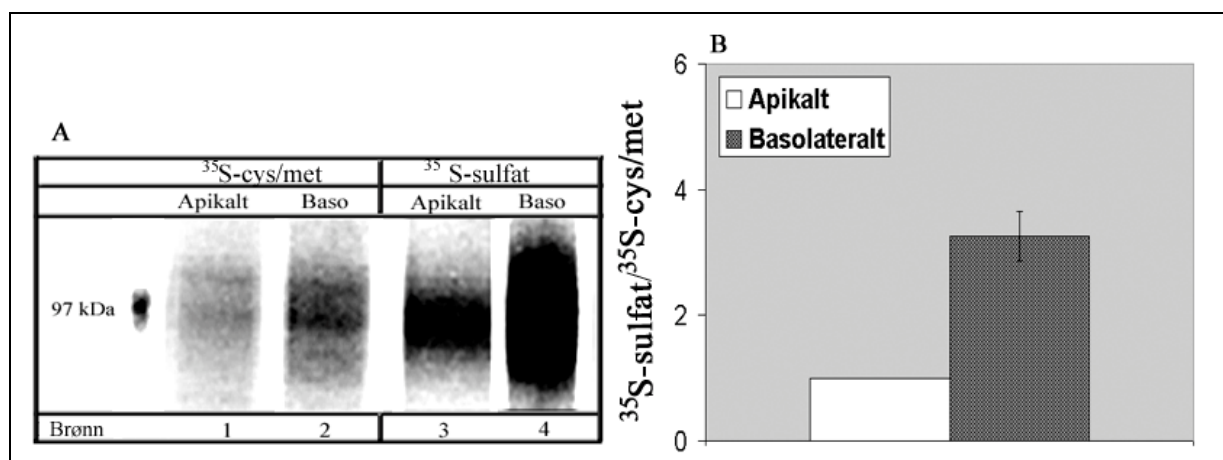 A
³⁵S-cys/met ³⁵S-sulfat
Apikalt Baso Apikalt Baso
97 kDa
Brønn 1 2 3 4
B
³⁵S-sulfat/³⁵S-cys/met
6
4
2
0
Apikalt
Basolateralt